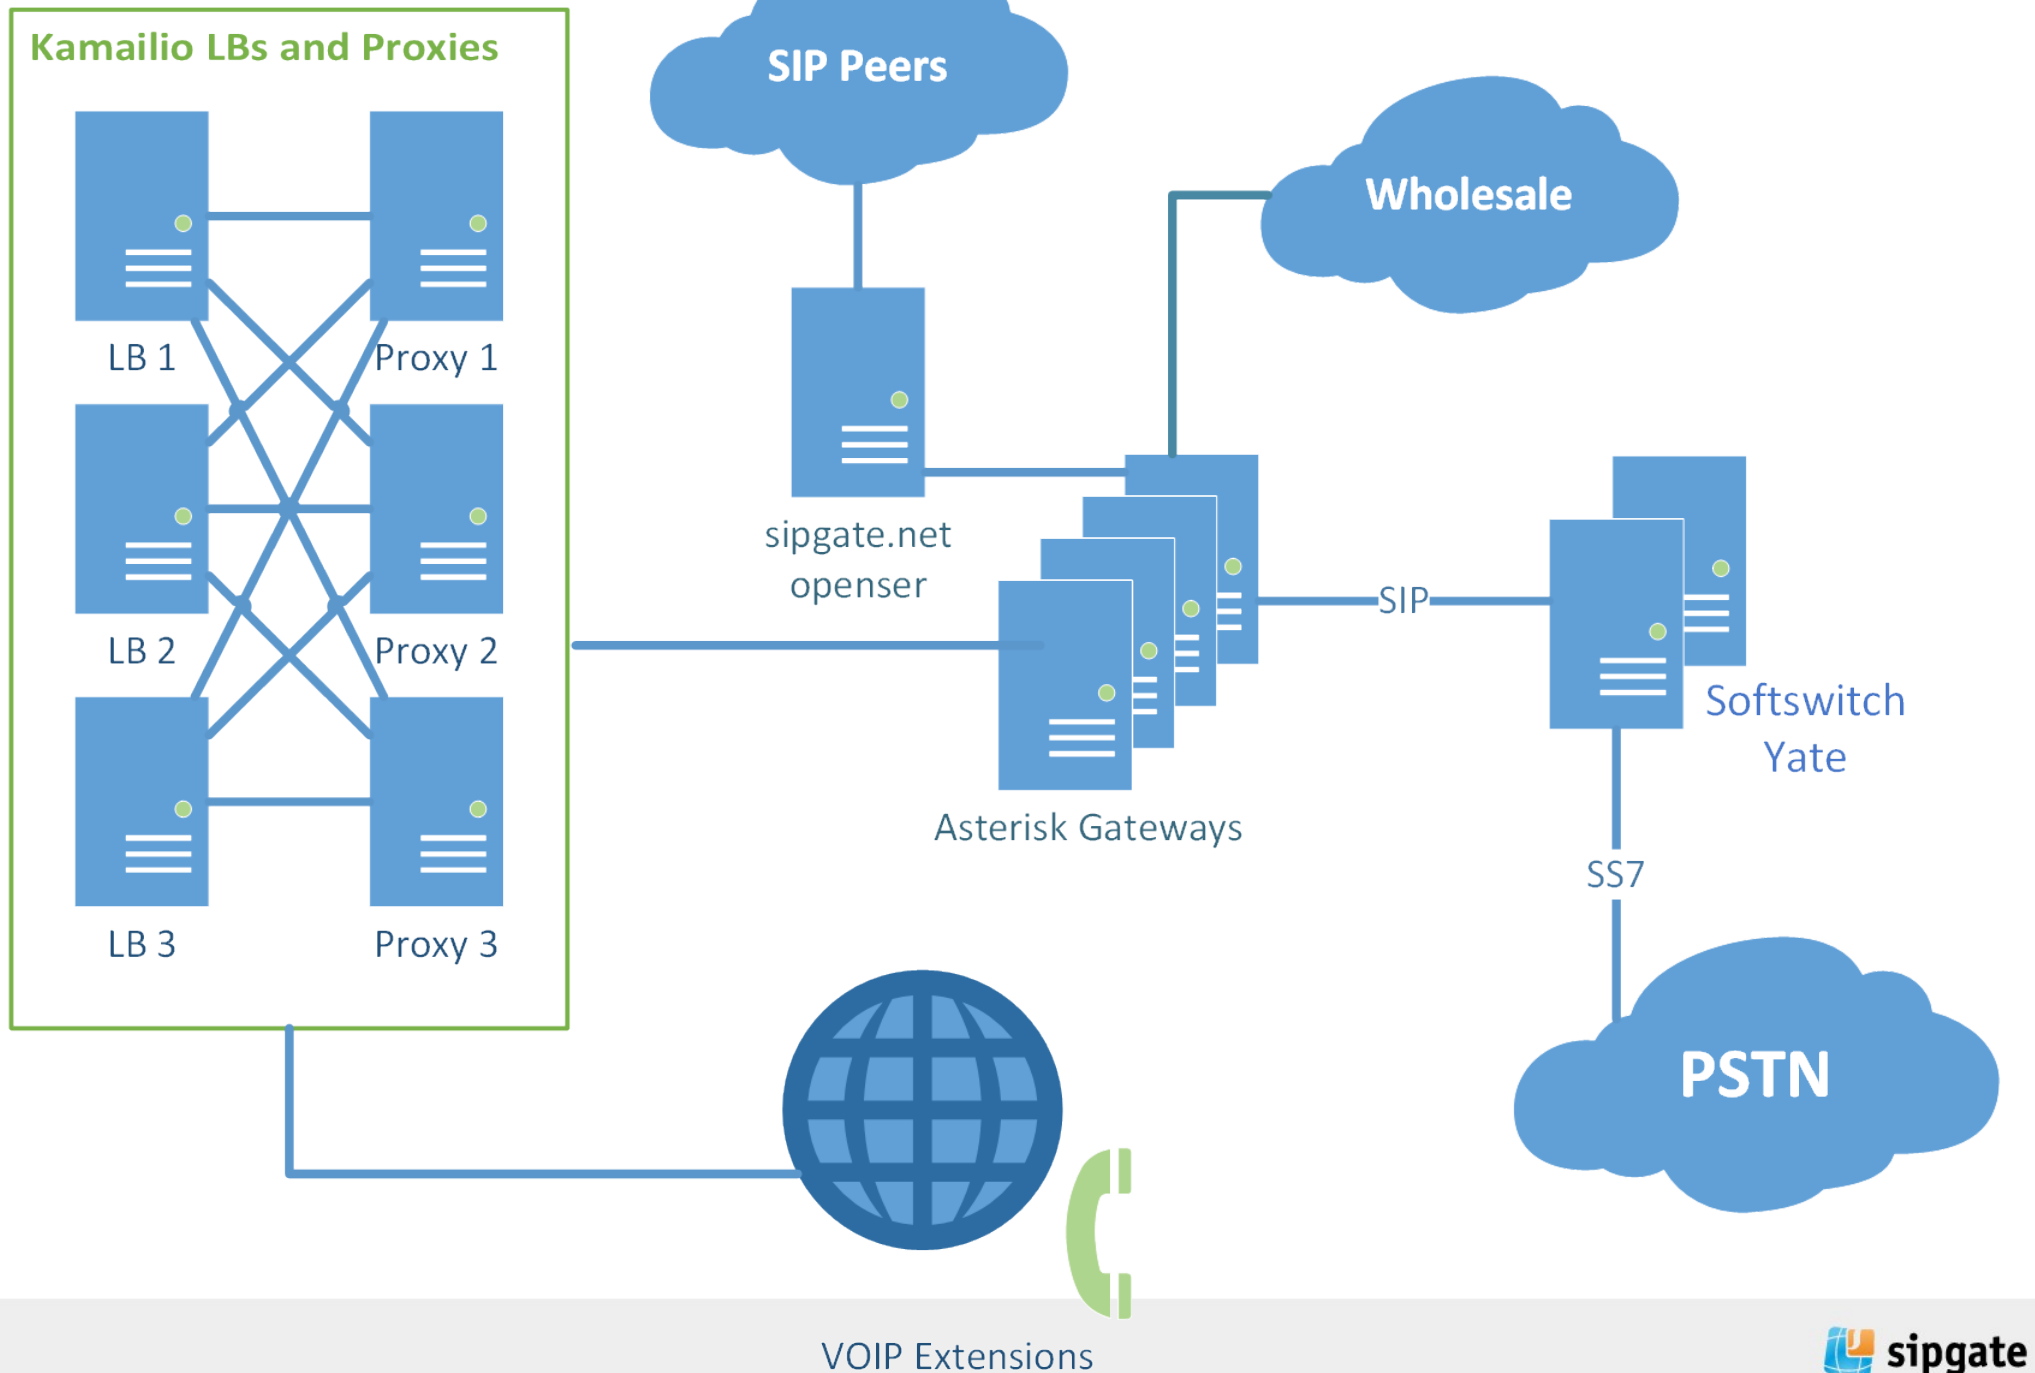 Kamailio LBs and Proxies
SIP Peers
Wholesale
LB 1
Proxy 1
sipgate.net
openser
SIP
LB 2
Proxy 2
Softswitch
Yate
Asterisk Gateways
SS7
LB 3
Proxy 3
PSTN
VOIP Extensions
sipgate